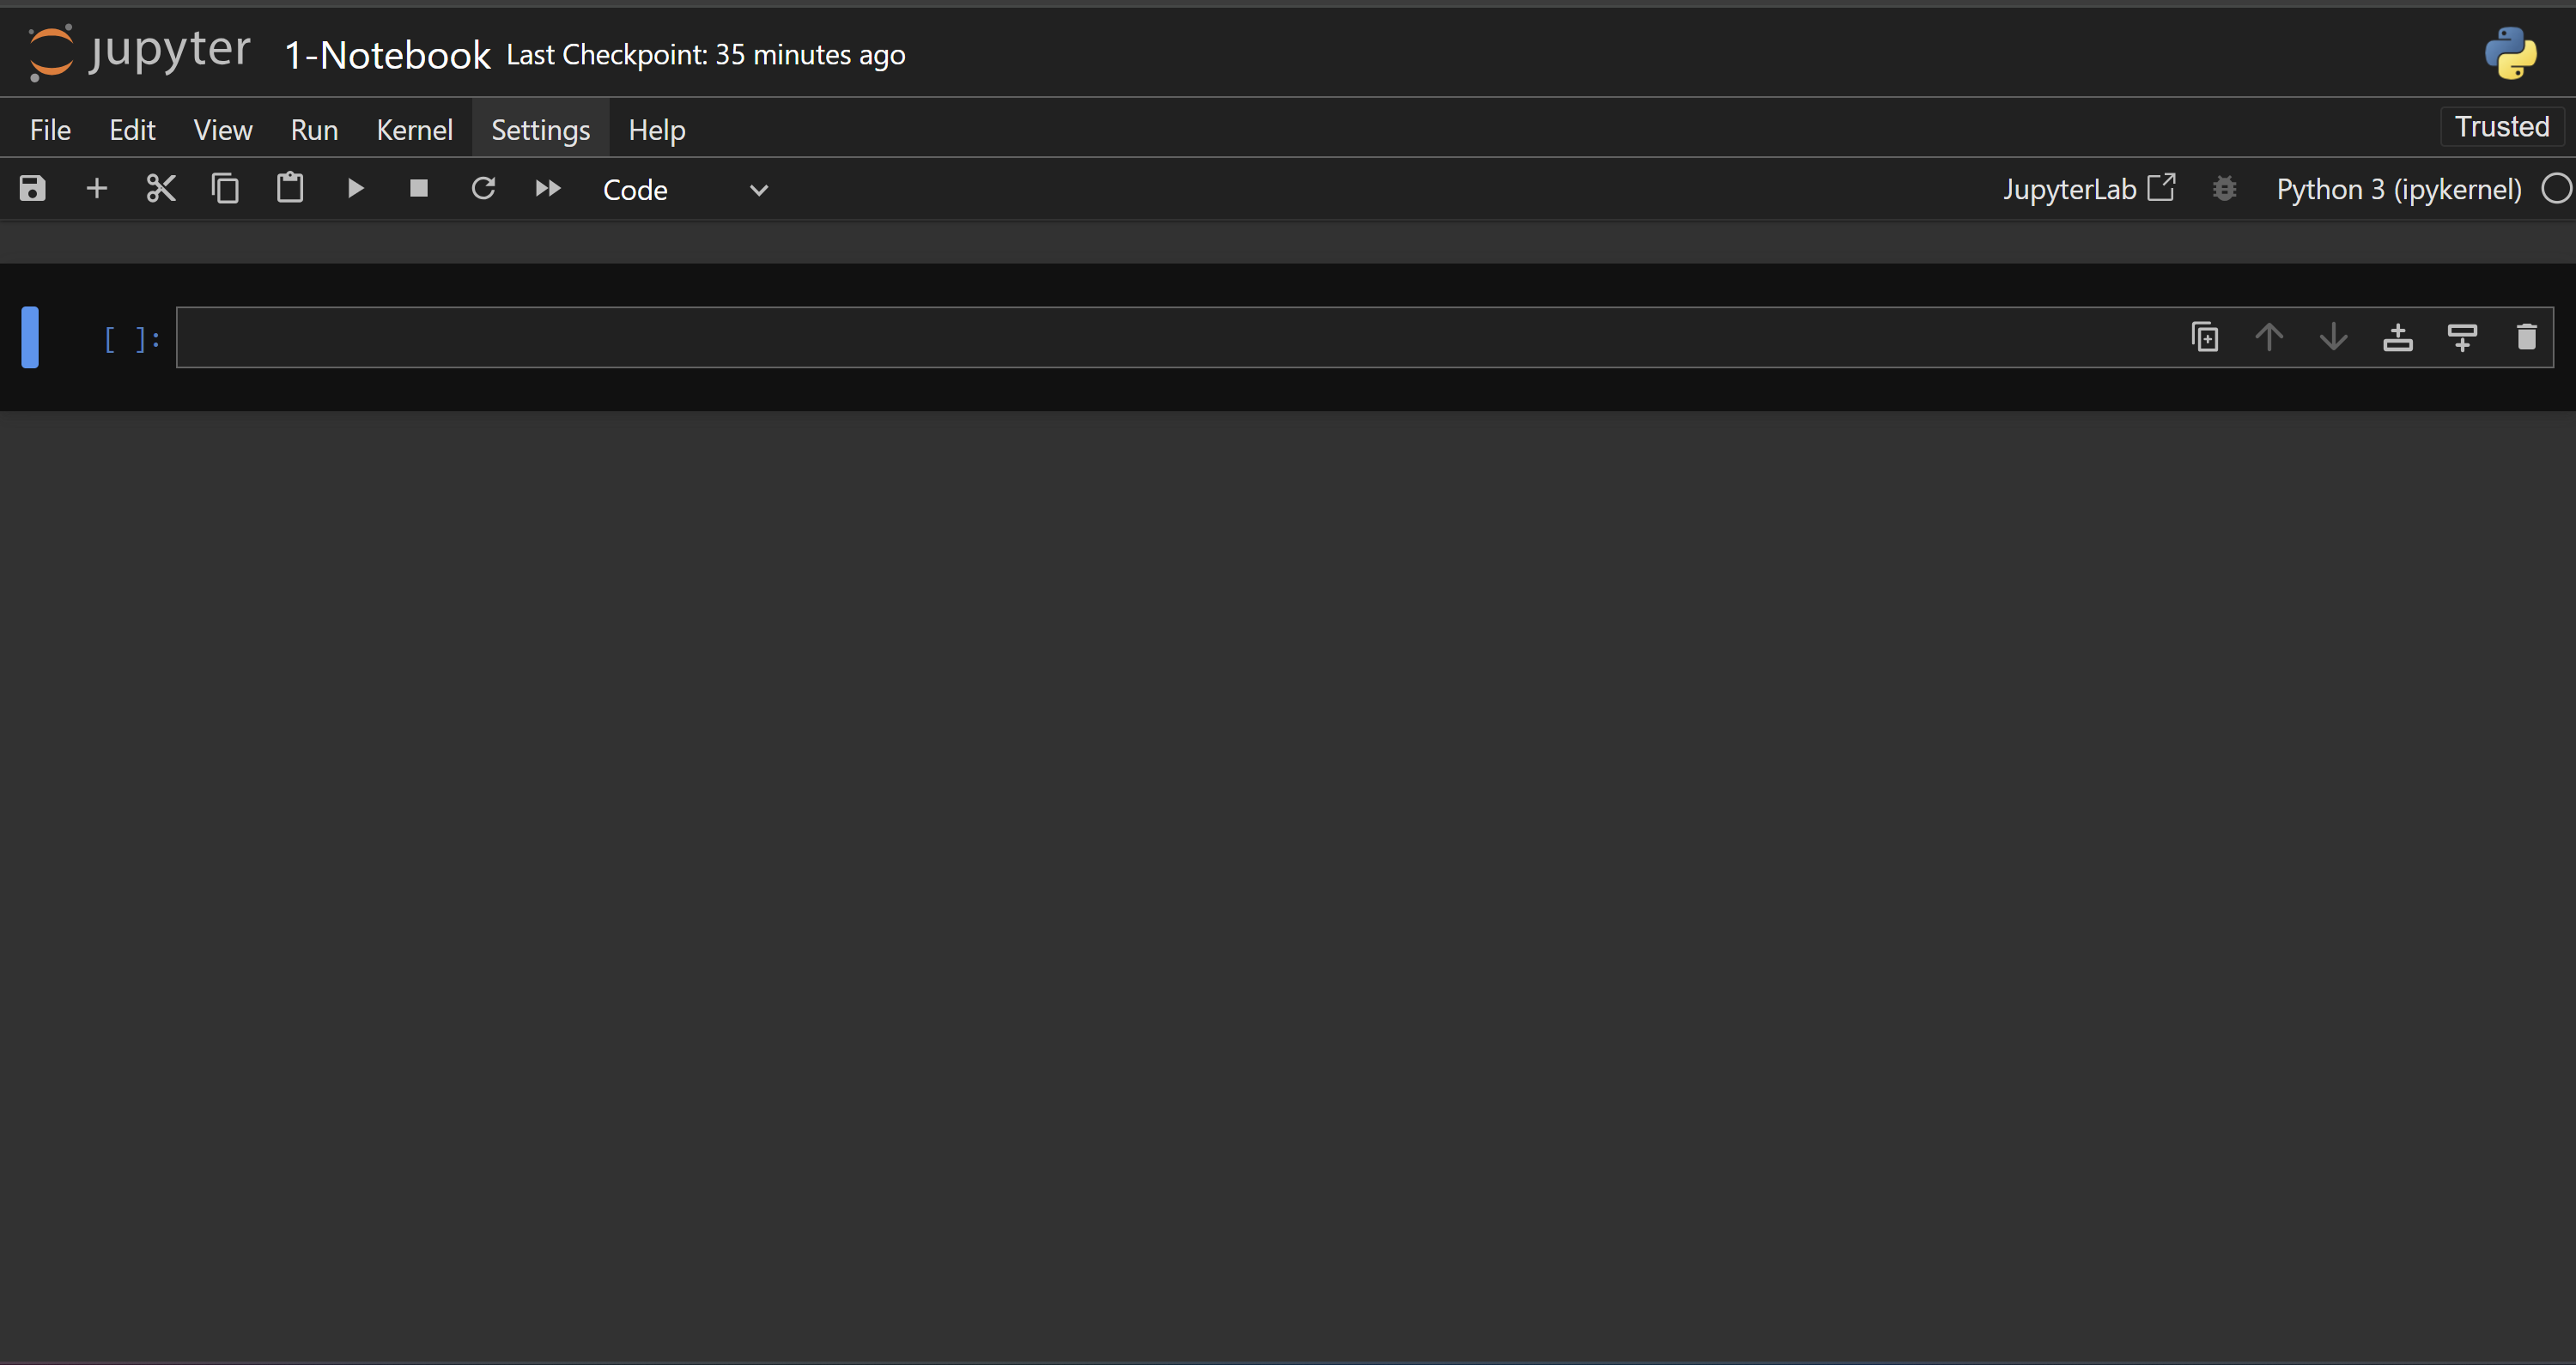 jupyter 1-Notebook Last Checkpoint: 35 minutes ago
File Edit View Run Kernel Settings Help Trusted
Code JupyterLab Python 3 (ipykernel)
[ ]: